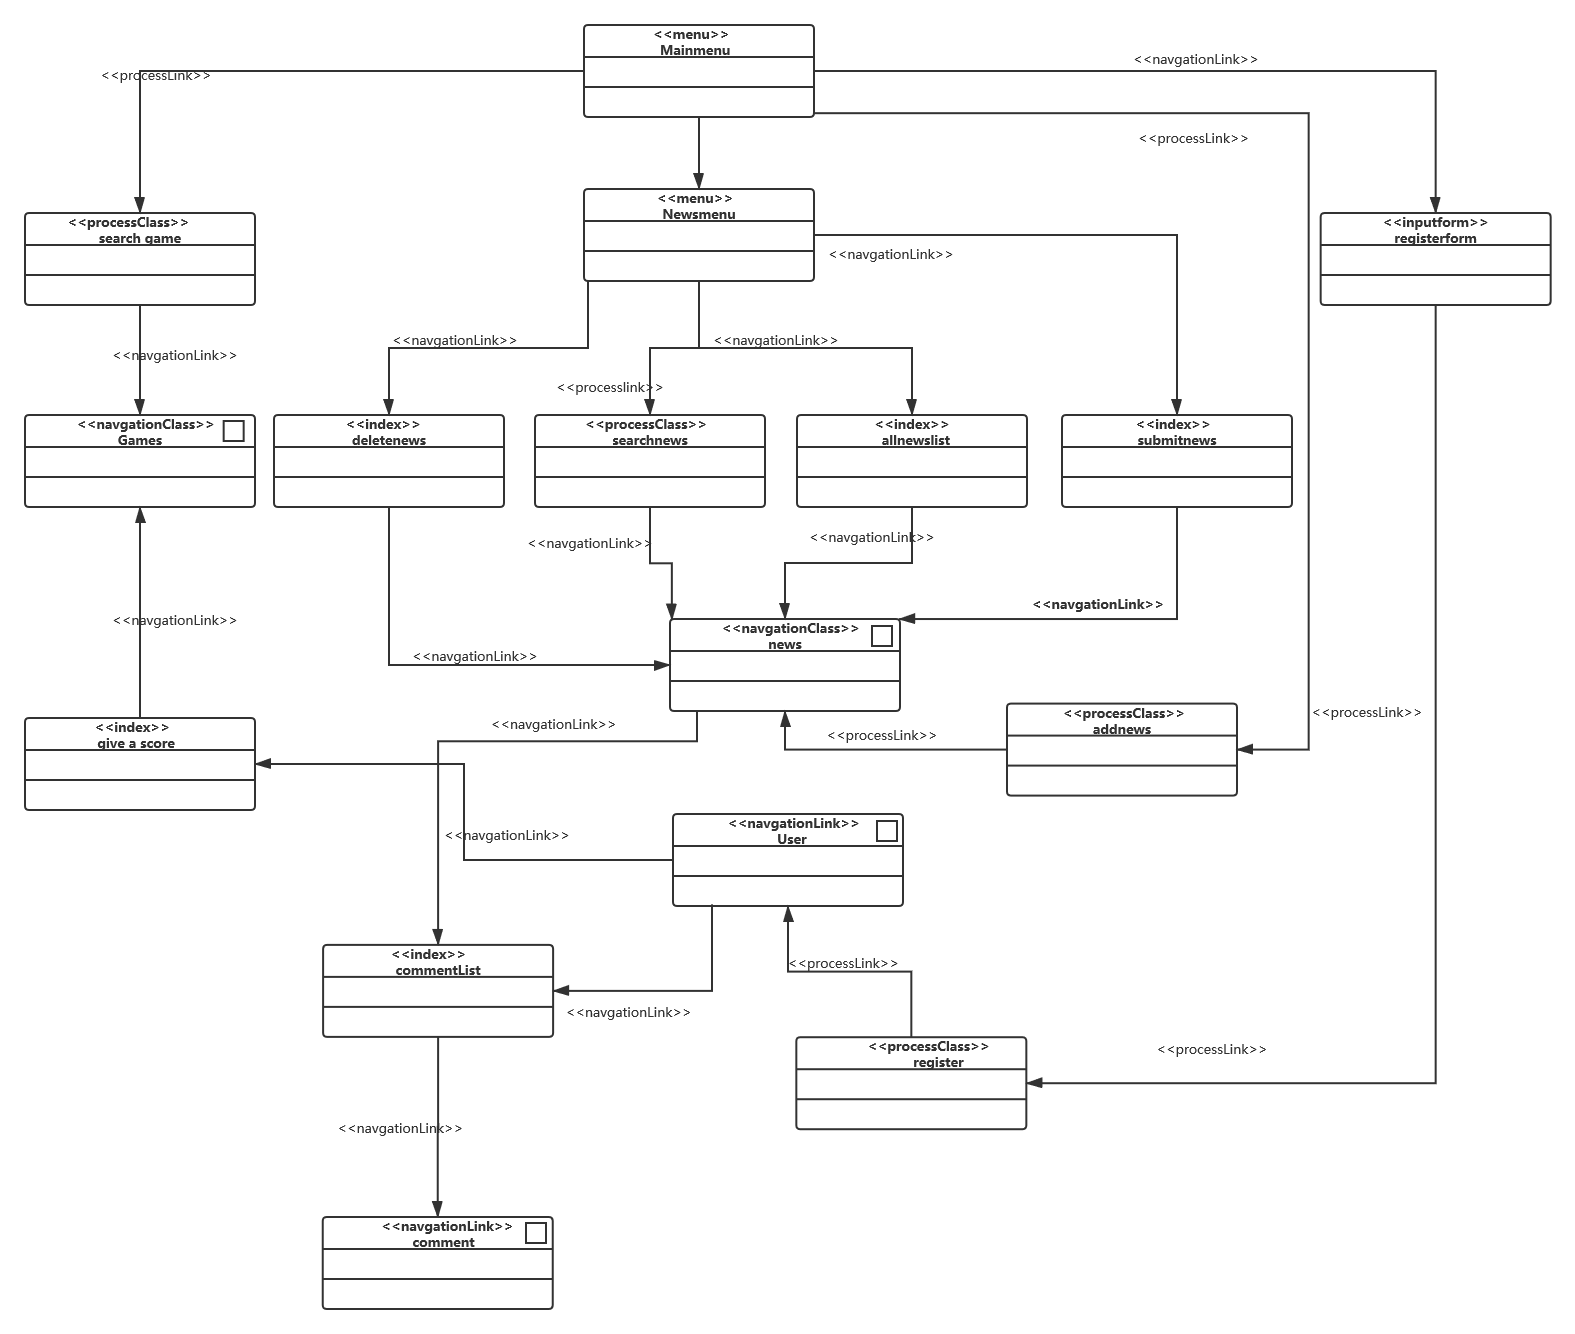 <<menu>>
Mainmenu
<<processLink>>
<<navgationLink>>
<<processLink>>
<<menu>>
Newsmenu
<<processClass>>
search game
<<inputform>>
registerform
<<navgationLink>>
<<navgationLink>>
<<navgationLink>>
<<navgationLink>>
<<processlink>>
<<navgationClass>>
Games
<<index>>
deletenews
<<processClass>>
searchnews
<<index>>
allnewslist
<<index>>
submitnews
<<navgationLink>>
<<navgationLink>>
<<navgationLink>>
<<navgationLink>>
<<navgationClass>>
news
<<navgationLink>>
<<navgationLink>>
<<processClass>>
addnews
<<processLink>>
<<index>>
give a score
<<processLink>>
<<navgationLink>>
<<navgationLink>>
User
<<index>>
commentList
<<processLink>>
<<navgationLink>>
<<processClass>>
register
<<processLink>>
<<navgationLink>>
<<navgationLink>>
comment